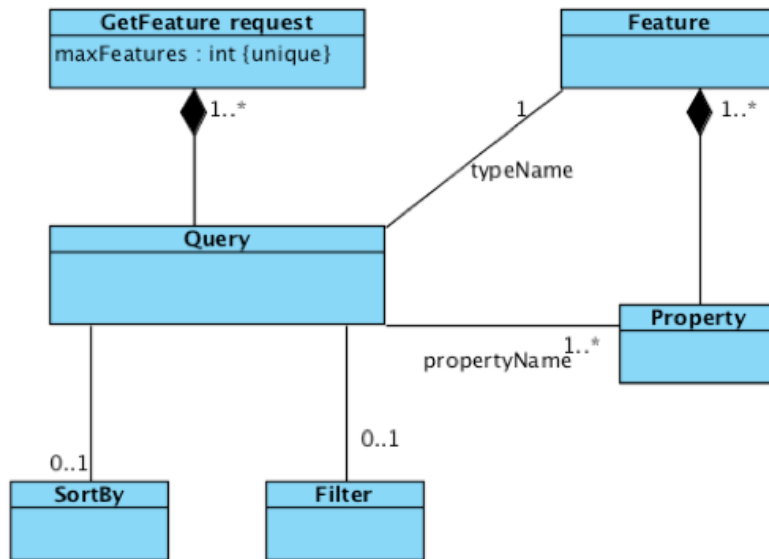 GetFeature request
maxFeatures : int {unique}
Feature
1..*
1
1..*
typeName
Query
Property
propertyName
1..*
0..1
0..1
SortBy
Filter